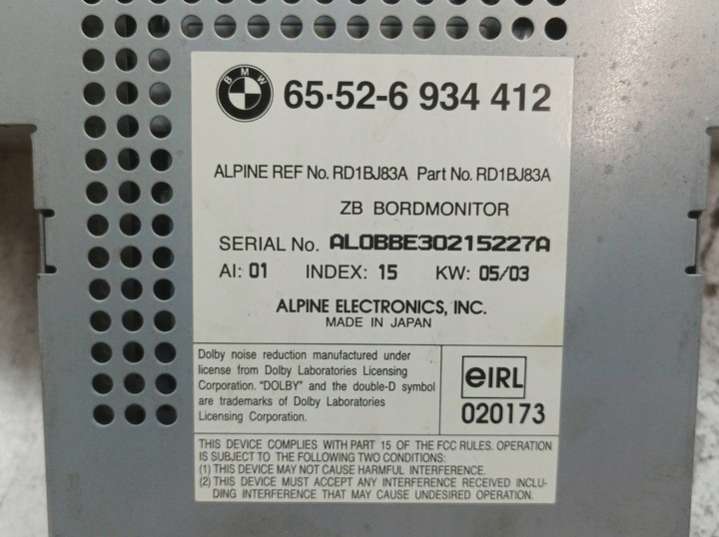 BMW
65·52-6 934 412
ALPINE REF No. RD1BJ83A Part No. RD1BJ83A
ZB BORDMONITOR
SERIAL No. AL0BBE30215227A
AI: 01 INDEX: 15 KW: 05/03
ALPINE ELECTRONICS, INC.
MADE IN JAPAN
Dolby noise reduction manufactured under
license from Dolby Laboratories Licensing
Corporation. "DOLBY" and the double-D symbol
are trademarks of Dolby Laboratories
Licensing Corporation.
eIRL
020173
THIS DEVICE COMPLIES WITH PART 15 OF THE FCC RULES. OPERATION
IS SUBJECT TO THE FOLLOWING TWO CONDITIONS:
(1) THIS DEVICE MAY NOT CAUSE HARMFUL INTERFERENCE.
(2) THIS DEVICE MUST ACCEPT ANY INTERFERENCE RECEIVED INCLU-
DING INTERFERENCE THAT MAY CAUSE UNDESIRED OPERATION.